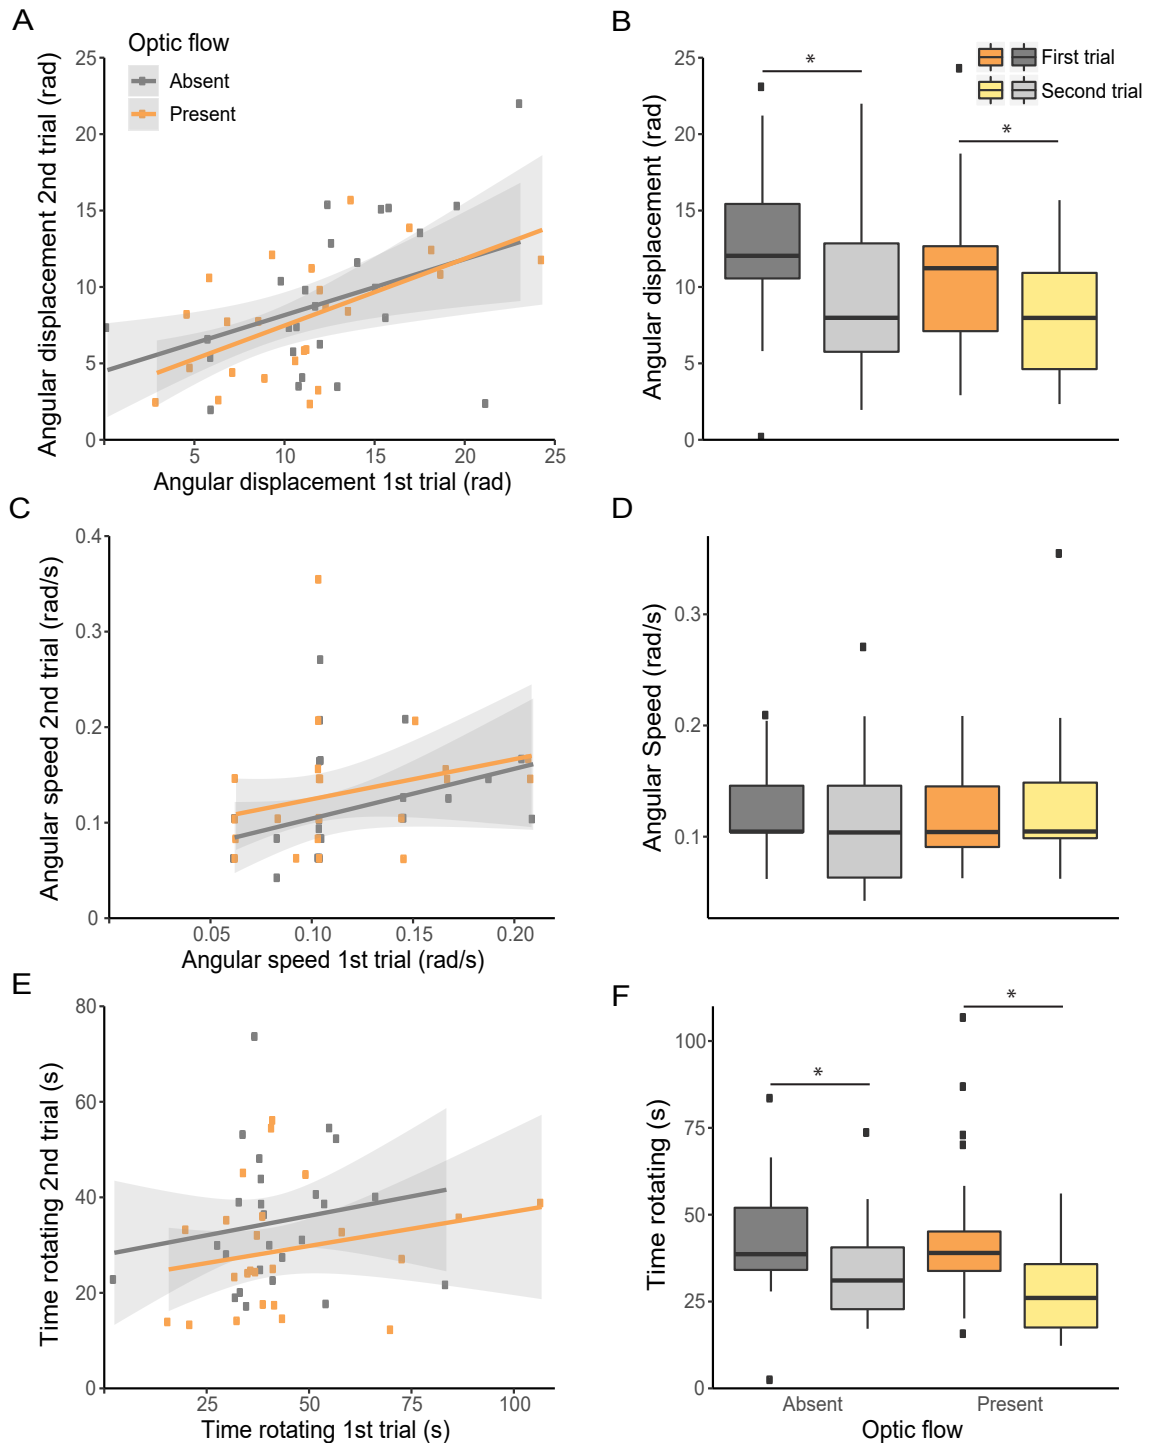 A
Optic flow
Absent
Present
Angular displacement 2nd trial (rad)
25
20
15
10
5
0
5 10 15 20 25
Angular displacement 1st trial (rad)
B
First trial
Second trial
Angular displacement (rad)
25
20
15
10
5
0
*
*
C
Angular speed 2nd trial (rad/s)
0.4
0.3
0.2
0.1
0
0.05 0.10 0.15 0.20
Angular speed 1st trial (rad/s)
D
Angular Speed (rad/s)
0.3
0.2
0.1
E
Time rotating 2nd trial (s)
80
60
40
20
0
25 50 75 100
Time rotating 1st trial (s)
F
Time rotating (s)
100
75
50
25
0
*
*
Absent Present
Optic flow